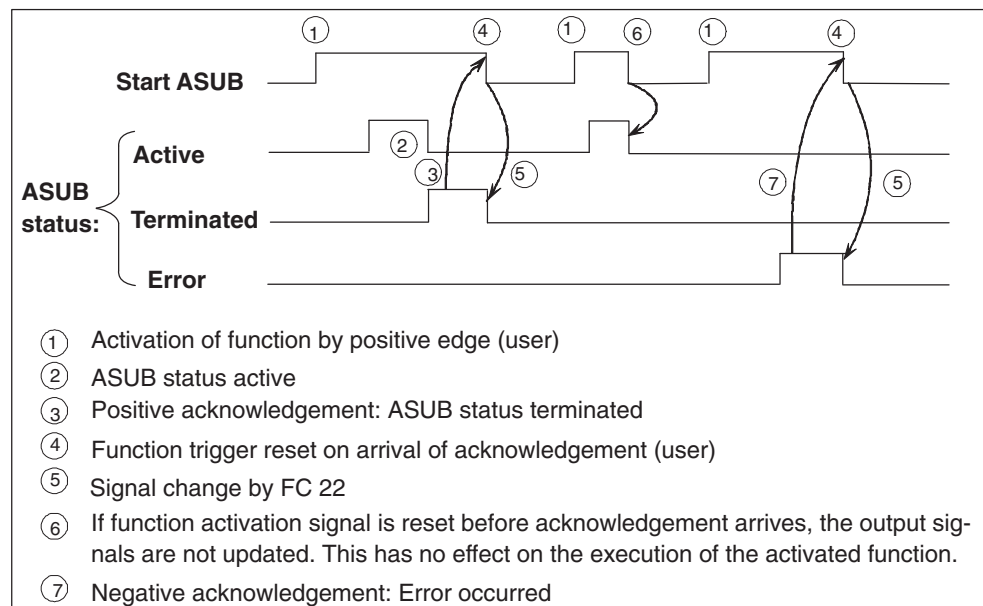 1 4 1 6 1 4
Start ASUB
Active
2
3 5 7 5
ASUB
status:
Terminated
Error
1 Activation of function by positive edge (user)
2 ASUB status active
3 Positive acknowledgement: ASUB status terminated
4 Function trigger reset on arrival of acknowledgement (user)
5 Signal change by FC 22
6 If function activation signal is reset before acknowledgement arrives, the output sig-
nals are not updated. This has no effect on the execution of the activated function.
7 Negative acknowledgement: Error occurred